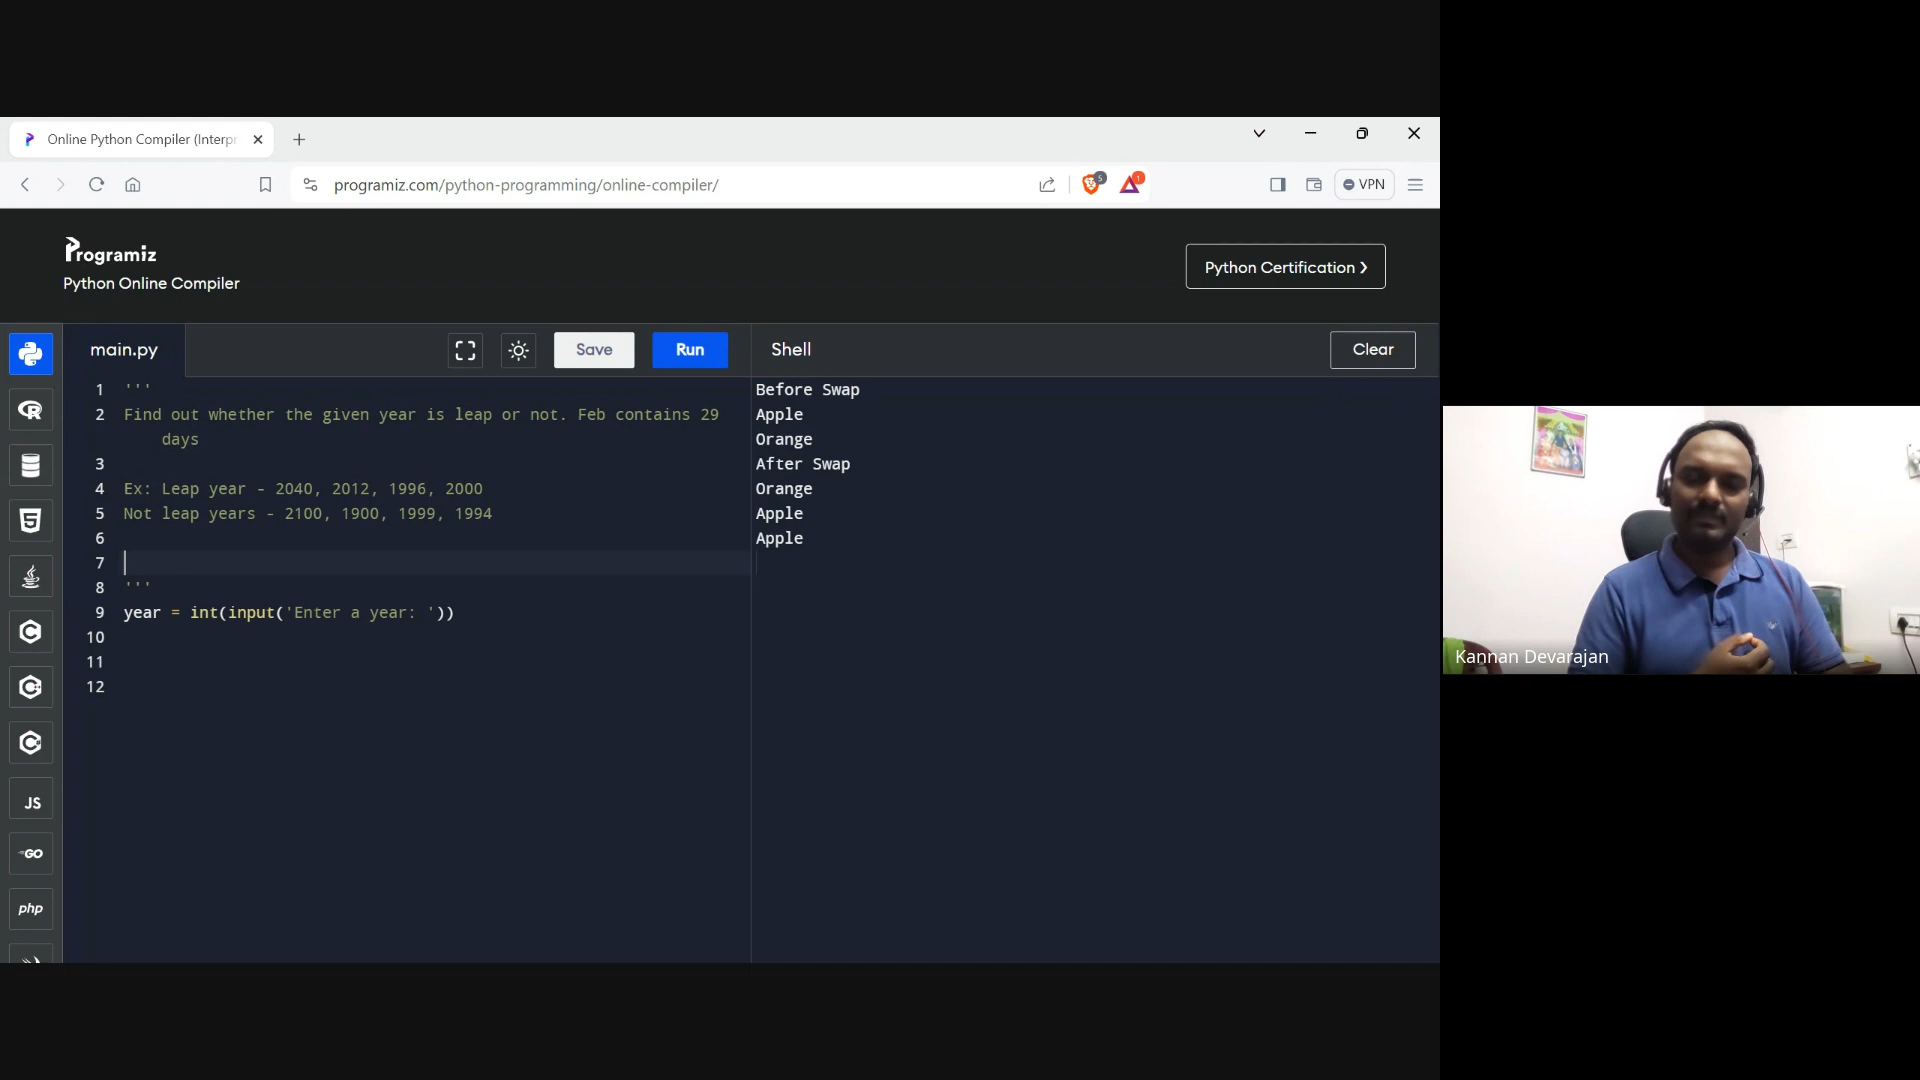 Online Python Compiler (Interpr
programiz.com/python-programming/online-compiler/
5
1
VPN
Programiz
Python Online Compiler
Python Certification ❯
main.py
Save
Run
Shell
Clear
1 '''
2 Find out whether the given year is leap or not. Feb contains 29
days
3
4 Ex: Leap year - 2040, 2012, 1996, 2000
5 Not leap years - 2100, 1900, 1999, 1994
6
7
8 '''
9 year = int(input('Enter a year: '))
10
11
12
Before Swap
Apple
Orange
After Swap
Orange
Apple
Apple
R
5
C
C
C
JS
GO
php
Kannan Devarajan